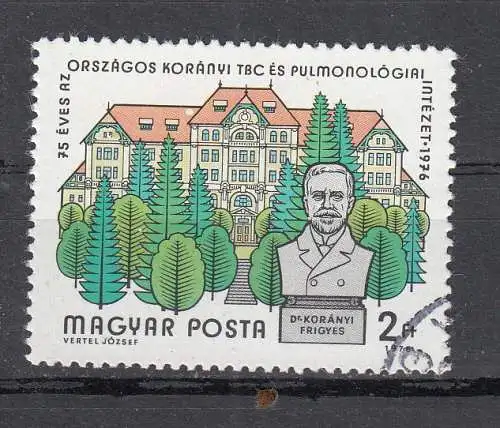 75 ÉVES AZ ORSZÁGOS KORÁNYI TBC ÉS PULMONOLÓGIAI INTÉZET·1976
Dr KORÁNYI
FRIGYES
MAGYAR POSTA 2 Ft
VERTEL JÓZSEF 1976